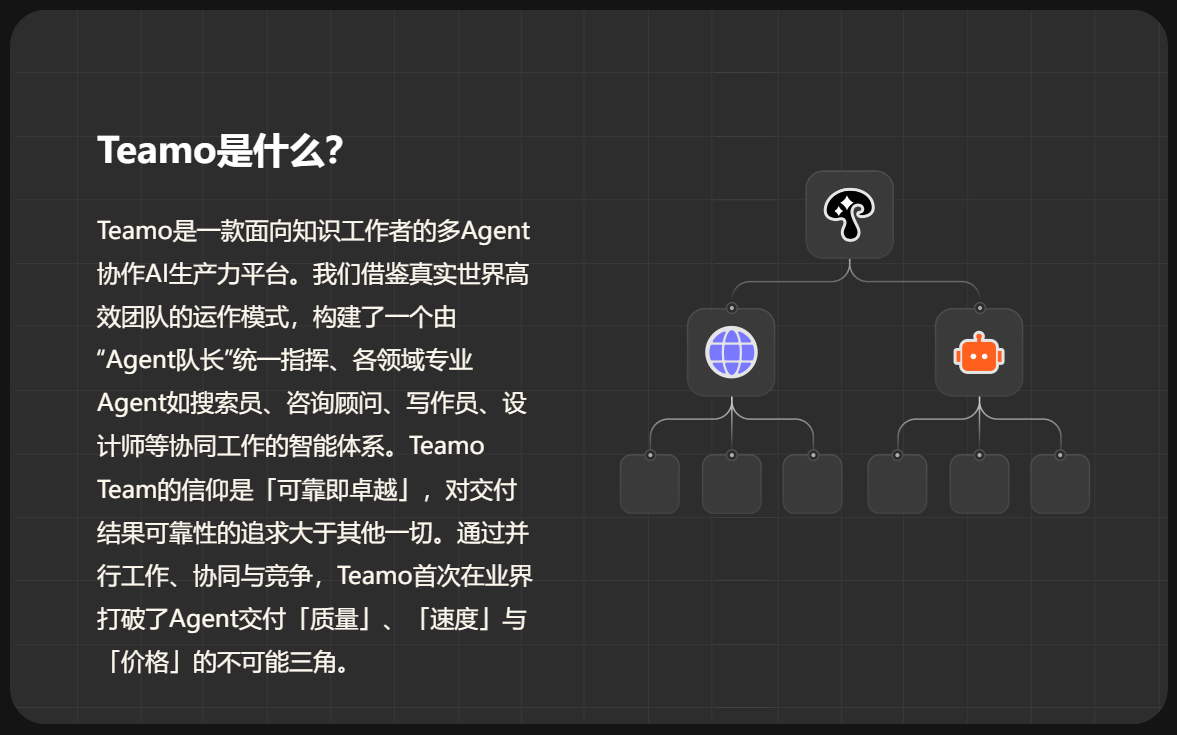 Teamo是什么？
Teamo是一款面向知识工作者的多Agent
协作AI生产力平台。我们借鉴真实世界高
效团队的运作模式，构建了一个由
“Agent队长”统一指挥、各领域专业
Agent如搜索员、咨询顾问、写作员、设
计师等协同工作的智能体系。Teamo
Team的信仰是「可靠即卓越」，对交付
结果可靠性的追求大于其他一切。通过并
行工作、协同与竞争，Teamo首次在业界
打破了Agent交付「质量」、「速度」与
「价格」的不可能三角。